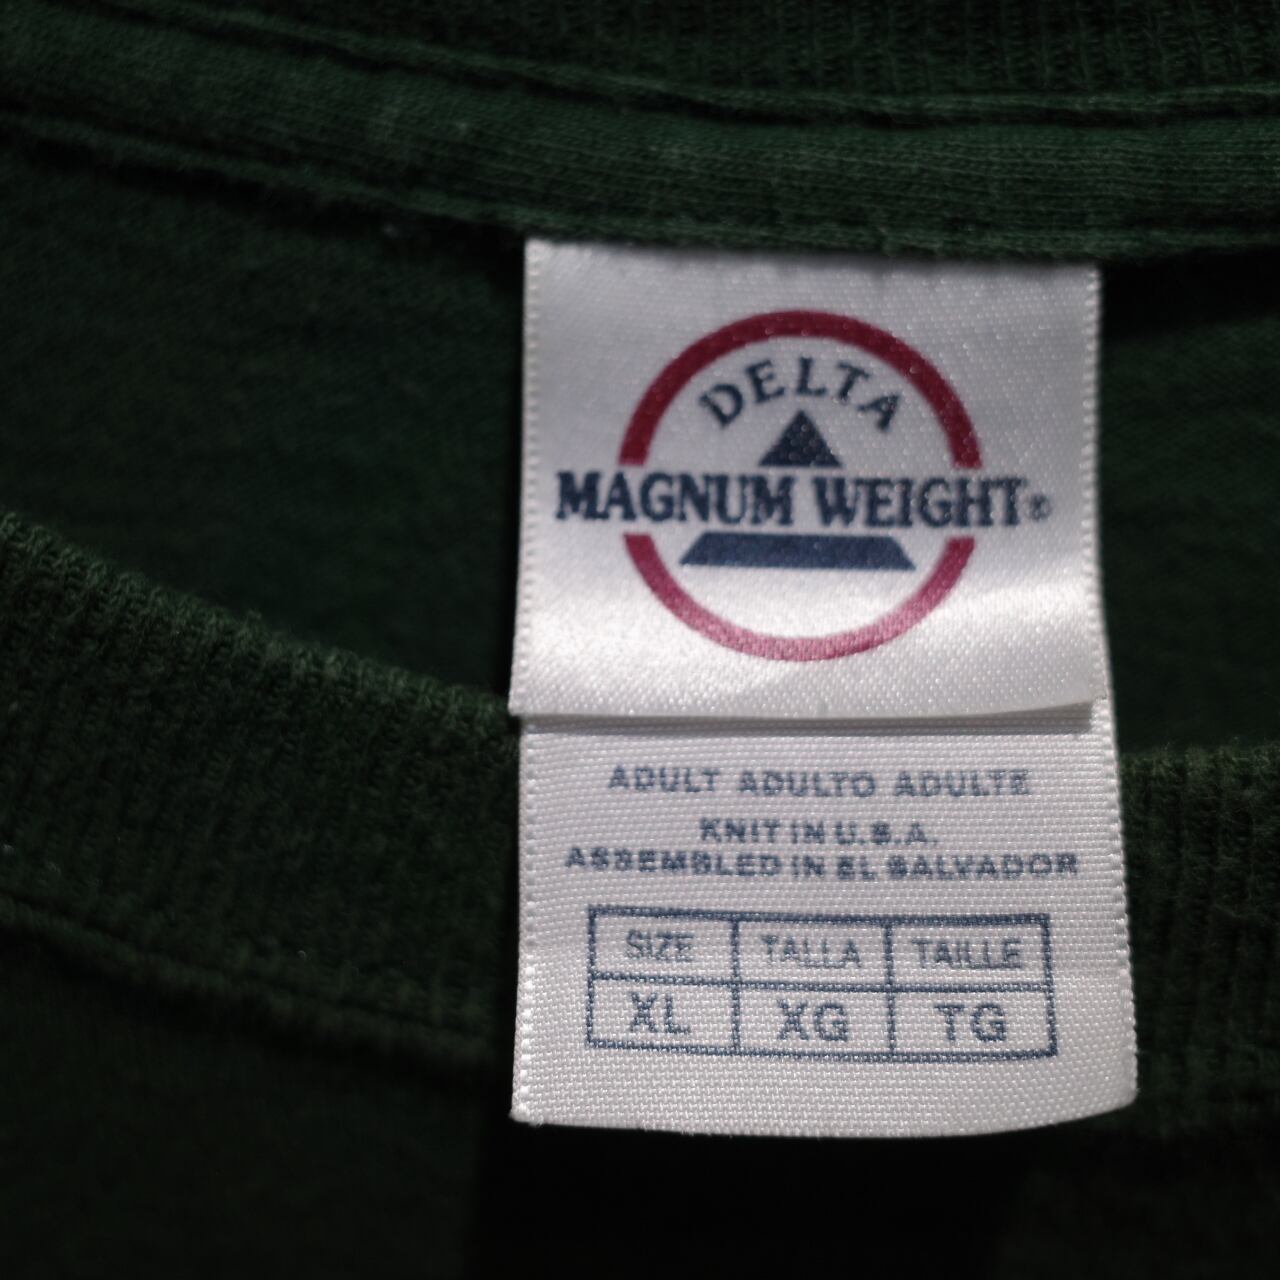 DELTA
MAGNUM WEIGHT®
ADULT ADULTO ADULTE
KNIT IN U.S.A.
ASSEMBLED IN EL SALVADOR
SIZE TALLA TAILLE
XL XG TG